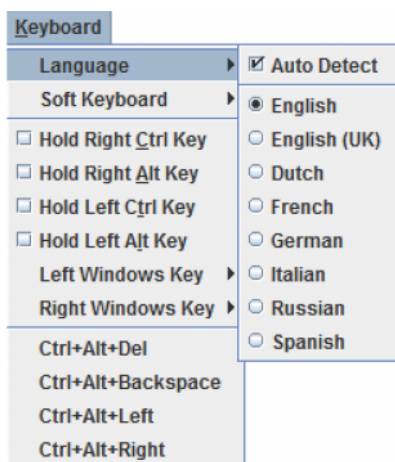 Keyboard
Language
Soft Keyboard
Hold Right Ctrl Key
Hold Right Alt Key
Hold Left Ctrl Key
Hold Left Alt Key
Left Windows Key
Right Windows Key
Ctrl+Alt+Del
Ctrl+Alt+Backspace
Ctrl+Alt+Left
Ctrl+Alt+Right
Auto Detect
English
English (UK)
Dutch
French
German
Italian
Russian
Spanish